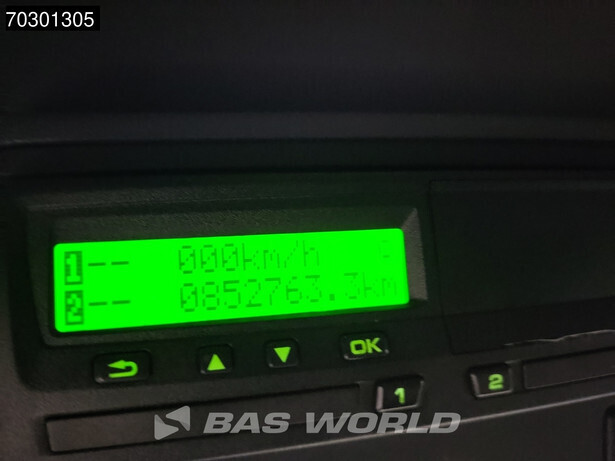 70301305
1 -- 000km/h c
2 -- 0852763.3km
OK
1 2
BAS WORLD